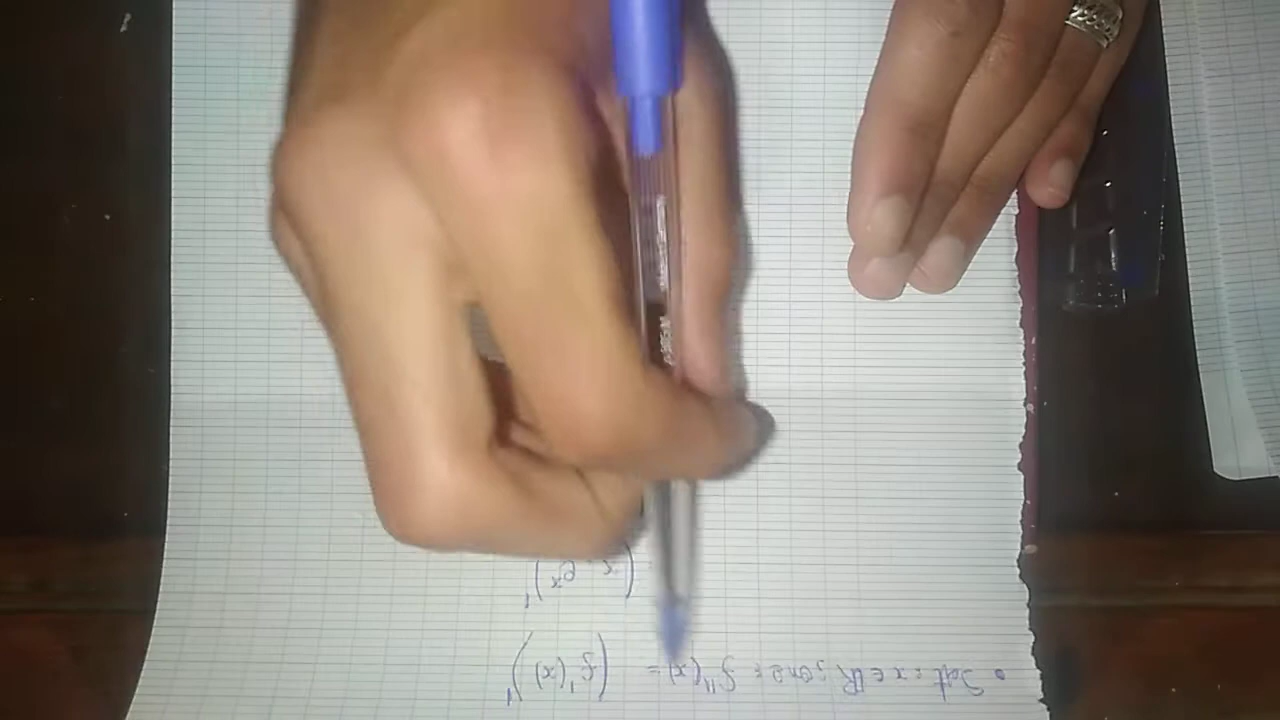 • Soit : x ∈ ℝ ; on a : f''(x) = (f'(x))'
(x eˣ)'